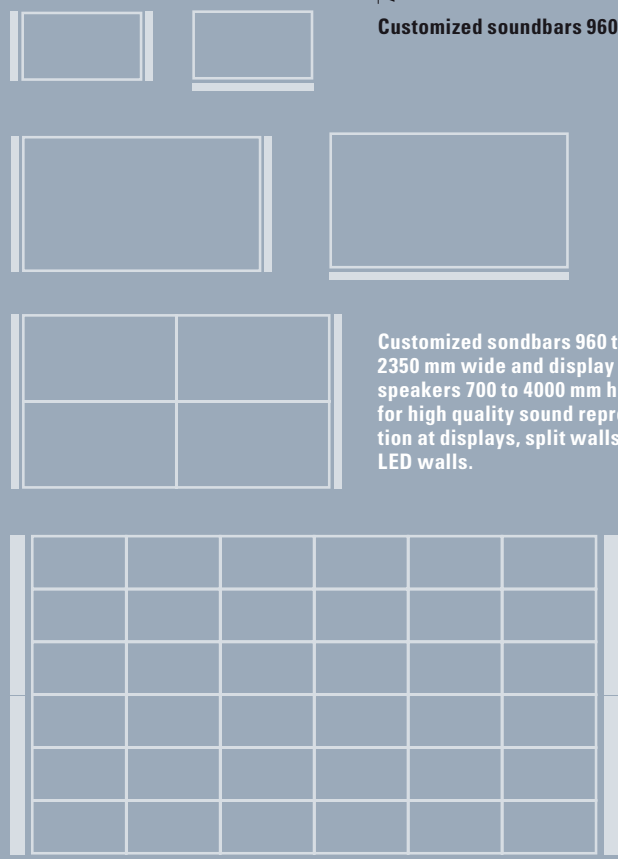 Customized soundbars 960
Customized sondbars 960 t
2350 mm wide and display
speakers 700 to 4000 mm h
for high quality sound repr
tion at displays, split walls
LED walls.